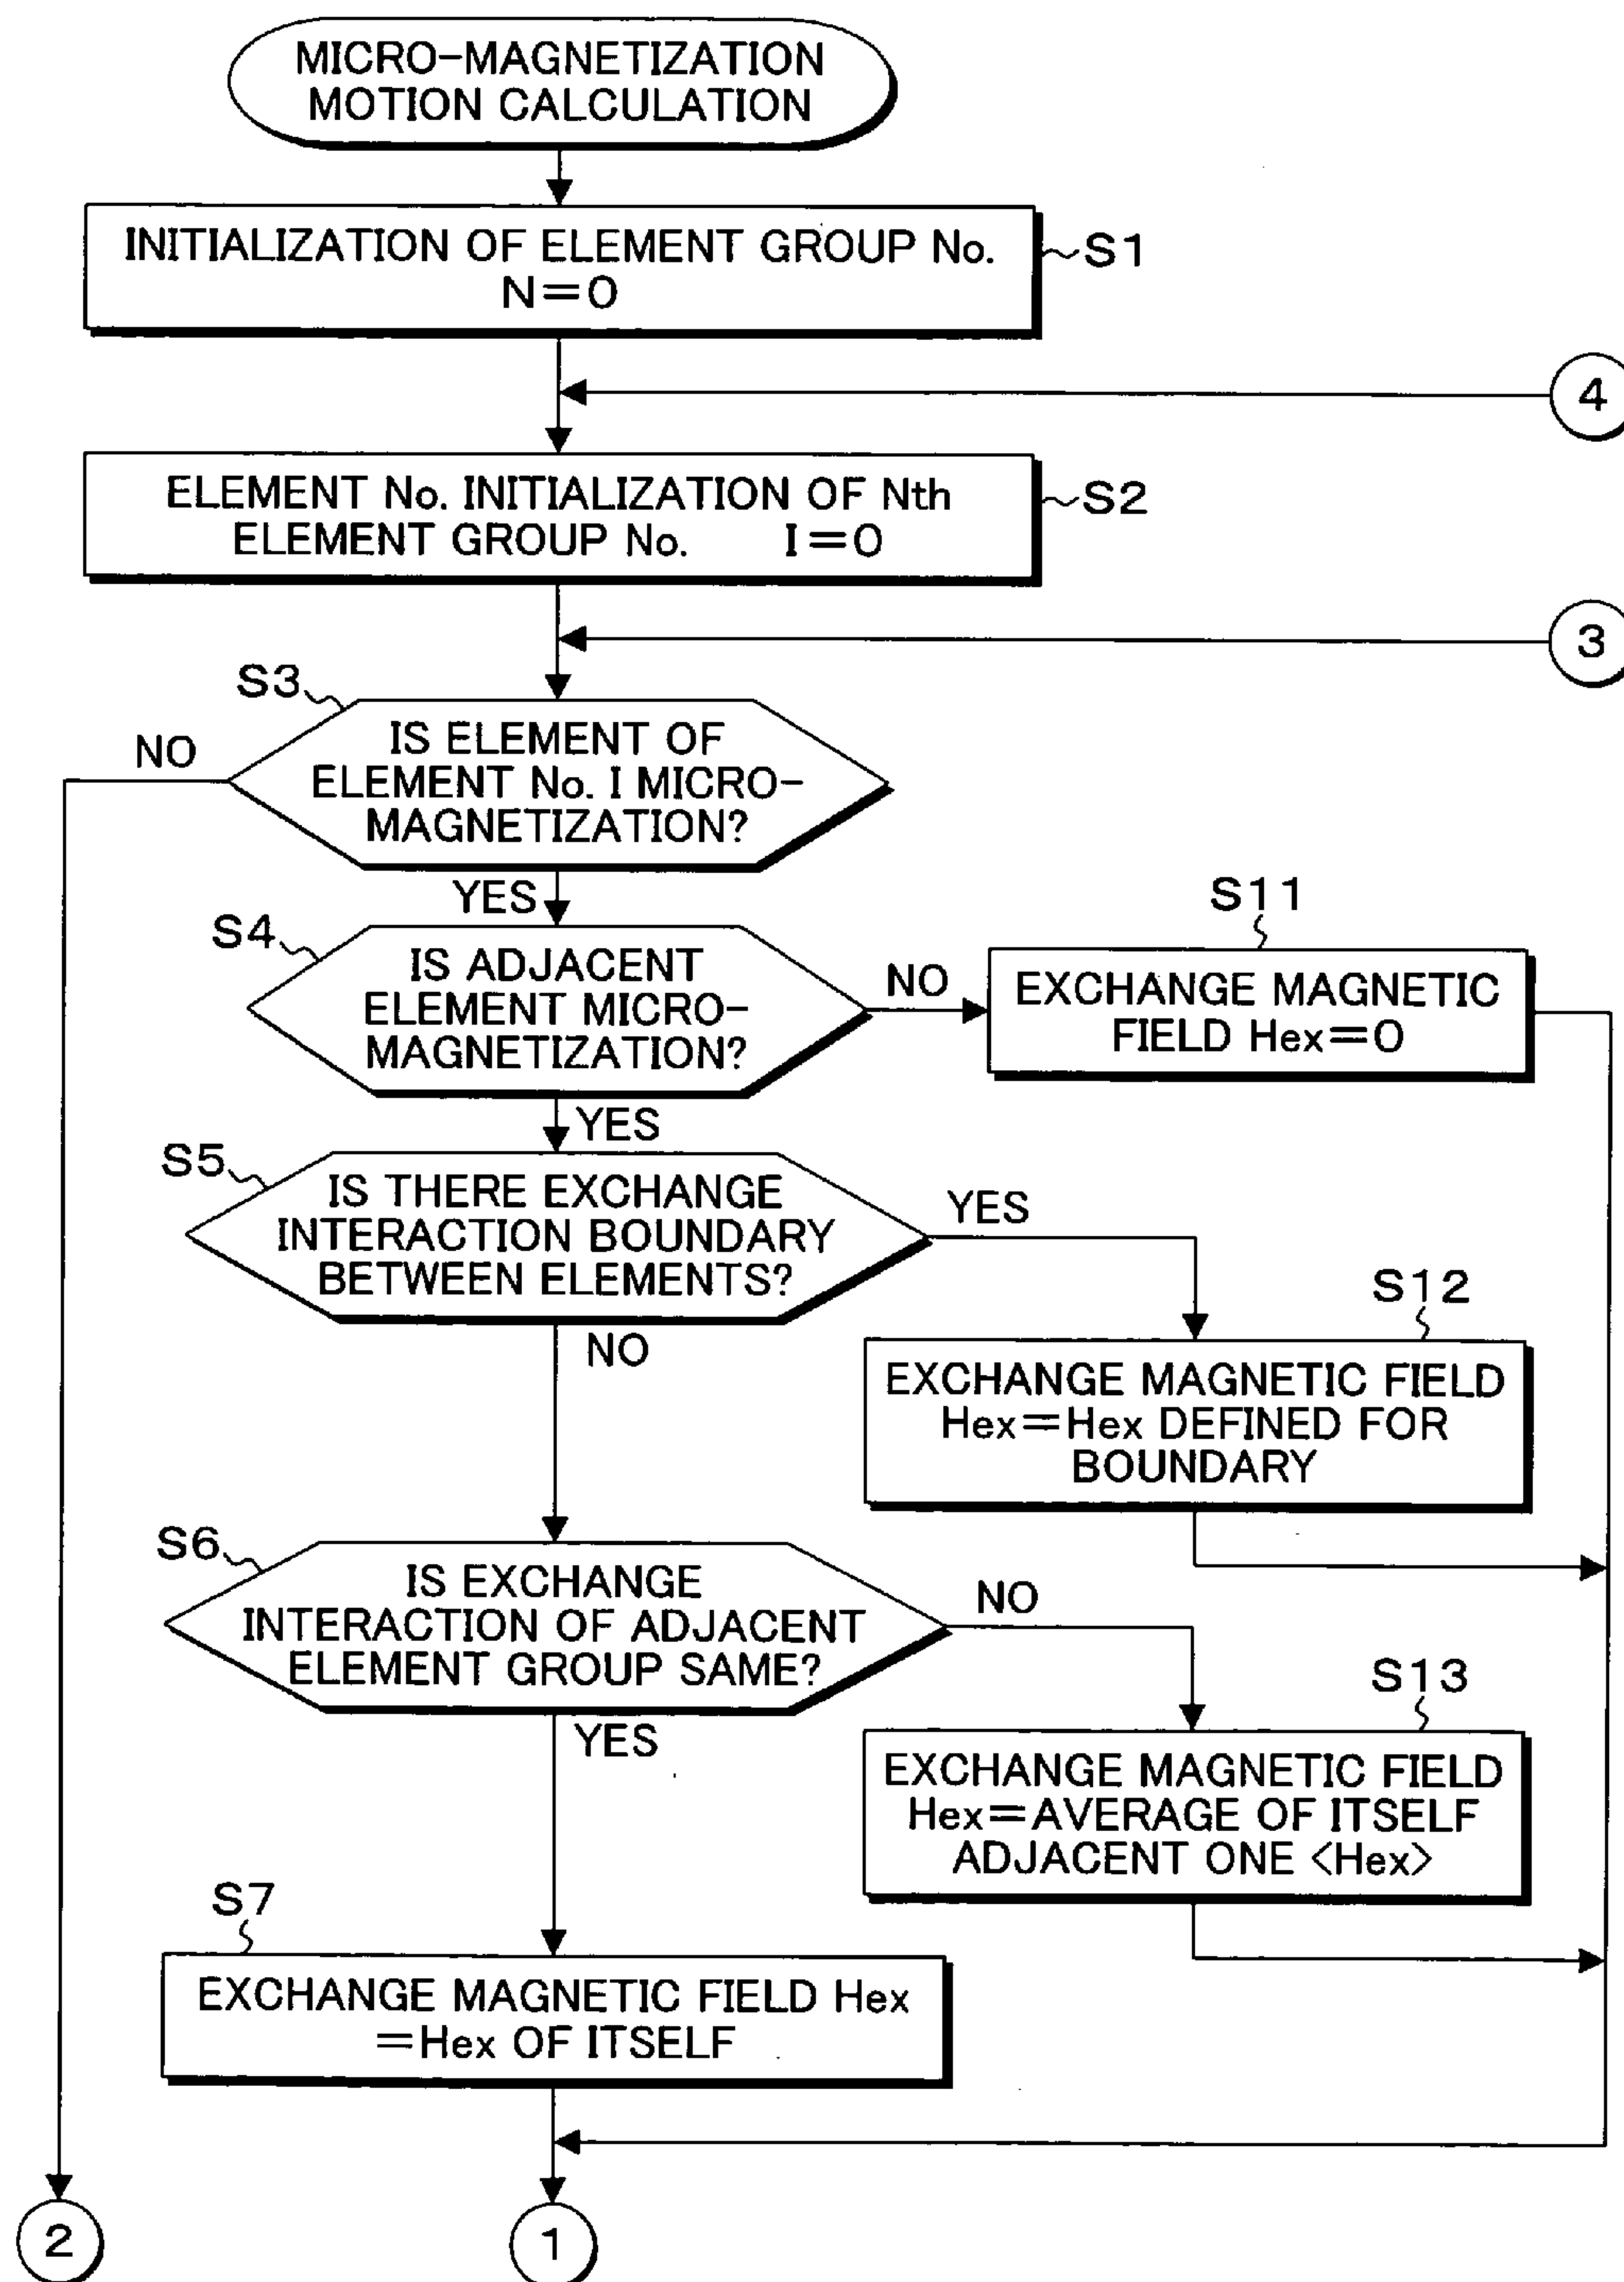 MICRO-MAGNETIZATION
MOTION CALCULATION
INITIALIZATION OF ELEMENT GROUP No.
N=0
S1
4
ELEMENT No. INITIALIZATION OF Nth
ELEMENT GROUP No. I=0
S2
3
S3
NO
IS ELEMENT OF
ELEMENT No. I MICRO-
MAGNETIZATION?
YES
S4
IS ADJACENT
ELEMENT MICRO-
MAGNETIZATION?
NO
S11
EXCHANGE MAGNETIC
FIELD Hex=0
YES
S5
IS THERE EXCHANGE
INTERACTION BOUNDARY
BETWEEN ELEMENTS?
YES
NO
S12
EXCHANGE MAGNETIC FIELD
Hex=Hex DEFINED FOR
BOUNDARY
S6
IS EXCHANGE
INTERACTION OF ADJACENT
ELEMENT GROUP SAME?
NO
YES
S13
EXCHANGE MAGNETIC FIELD
Hex=AVERAGE OF ITSELF
ADJACENT ONE <Hex>
S7
EXCHANGE MAGNETIC FIELD Hex
=Hex OF ITSELF
2
1